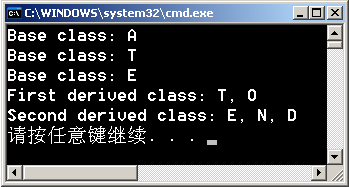 C:\WINDOWS\system32\cmd.exe
Base class: A
Base class: T
Base class: E
First derived class: T, O
Second derived class: E, N, D
请按任意键继续. . .